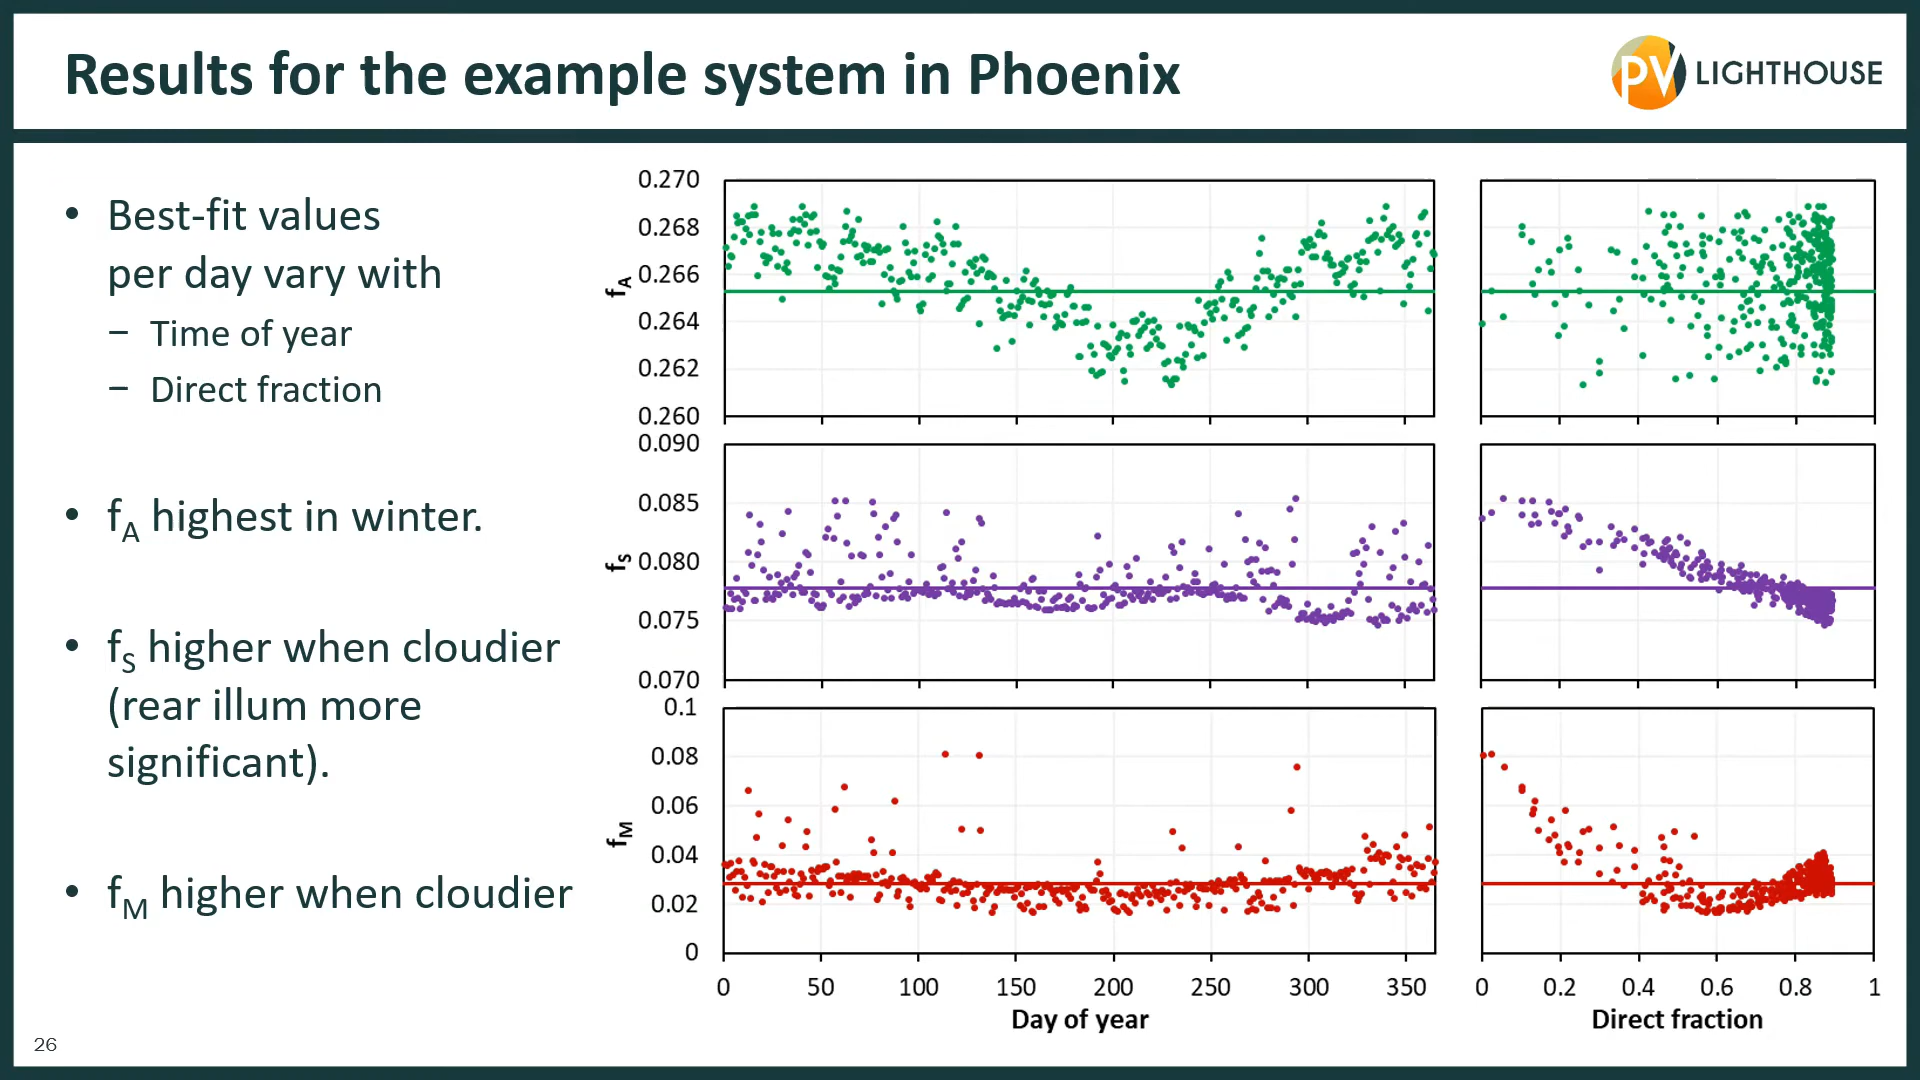 Results for the example system in Phoenix
PV LIGHTHOUSE
• Best-fit values
per day vary with
– Time of year
– Direct fraction
• fA highest in winter.
• fS higher when cloudier
(rear illum more
significant).
• fM higher when cloudier
0.270
0.268
0.266
0.264
0.262
0.260
fA
0.090
0.085
0.080
0.075
0.070
fS
0.1
0.08
0.06
0.04
0.02
0
fM
0 50 100 150 200 250 300 350
Day of year
0 0.2 0.4 0.6 0.8 1
Direct fraction
26